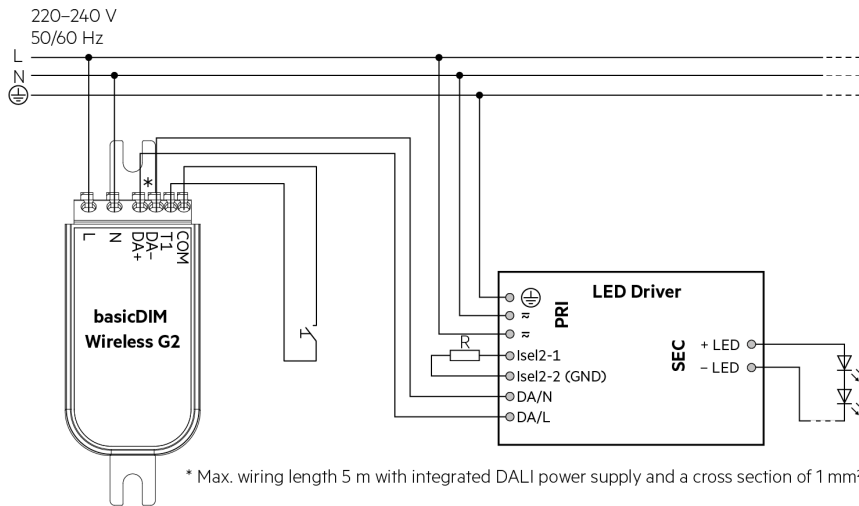 220–240 V
50/60 Hz
L
N
*
L
N
DA+
DA-
T1
COM
basicDIM
Wireless G2
LED Driver
PRI
≂
≂
R
Isel2-1
Isel2-2 (GND)
DA/N
DA/L
SEC
+ LED
– LED
* Max. wiring length 5 m with integrated DALI power supply and a cross section of 1 mm²